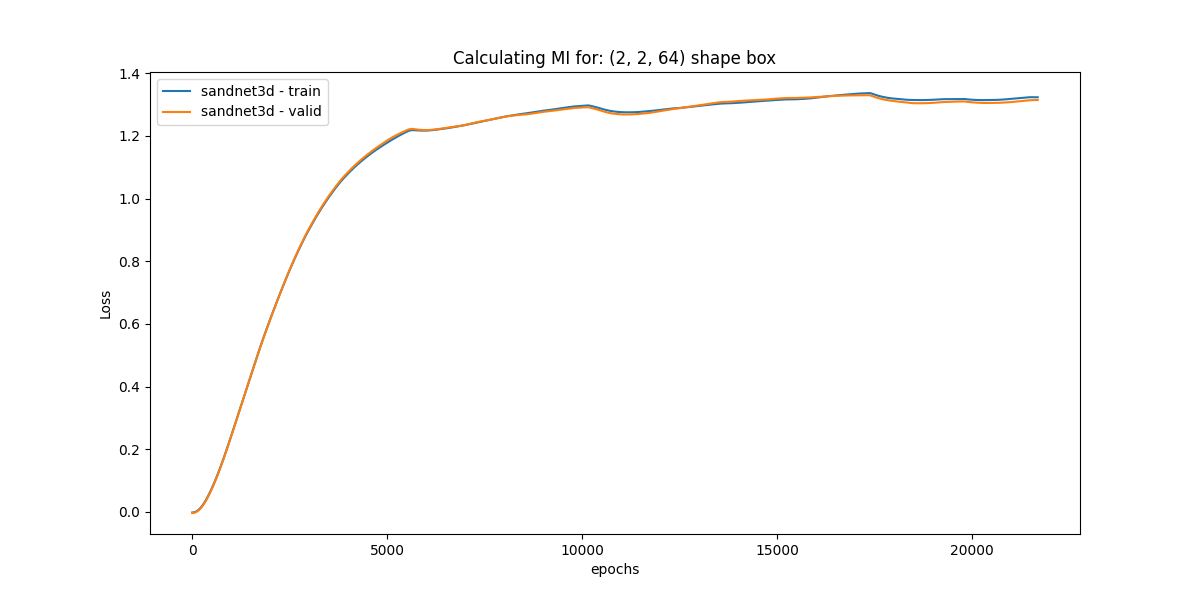 Calculating MI for: (2, 2, 64) shape box
sandnet3d - train
sandnet3d - valid
1.4
1.2
1.0
0.8
0.6
0.4
0.2
0.0
Loss
0 5000 10000 15000 20000
epochs